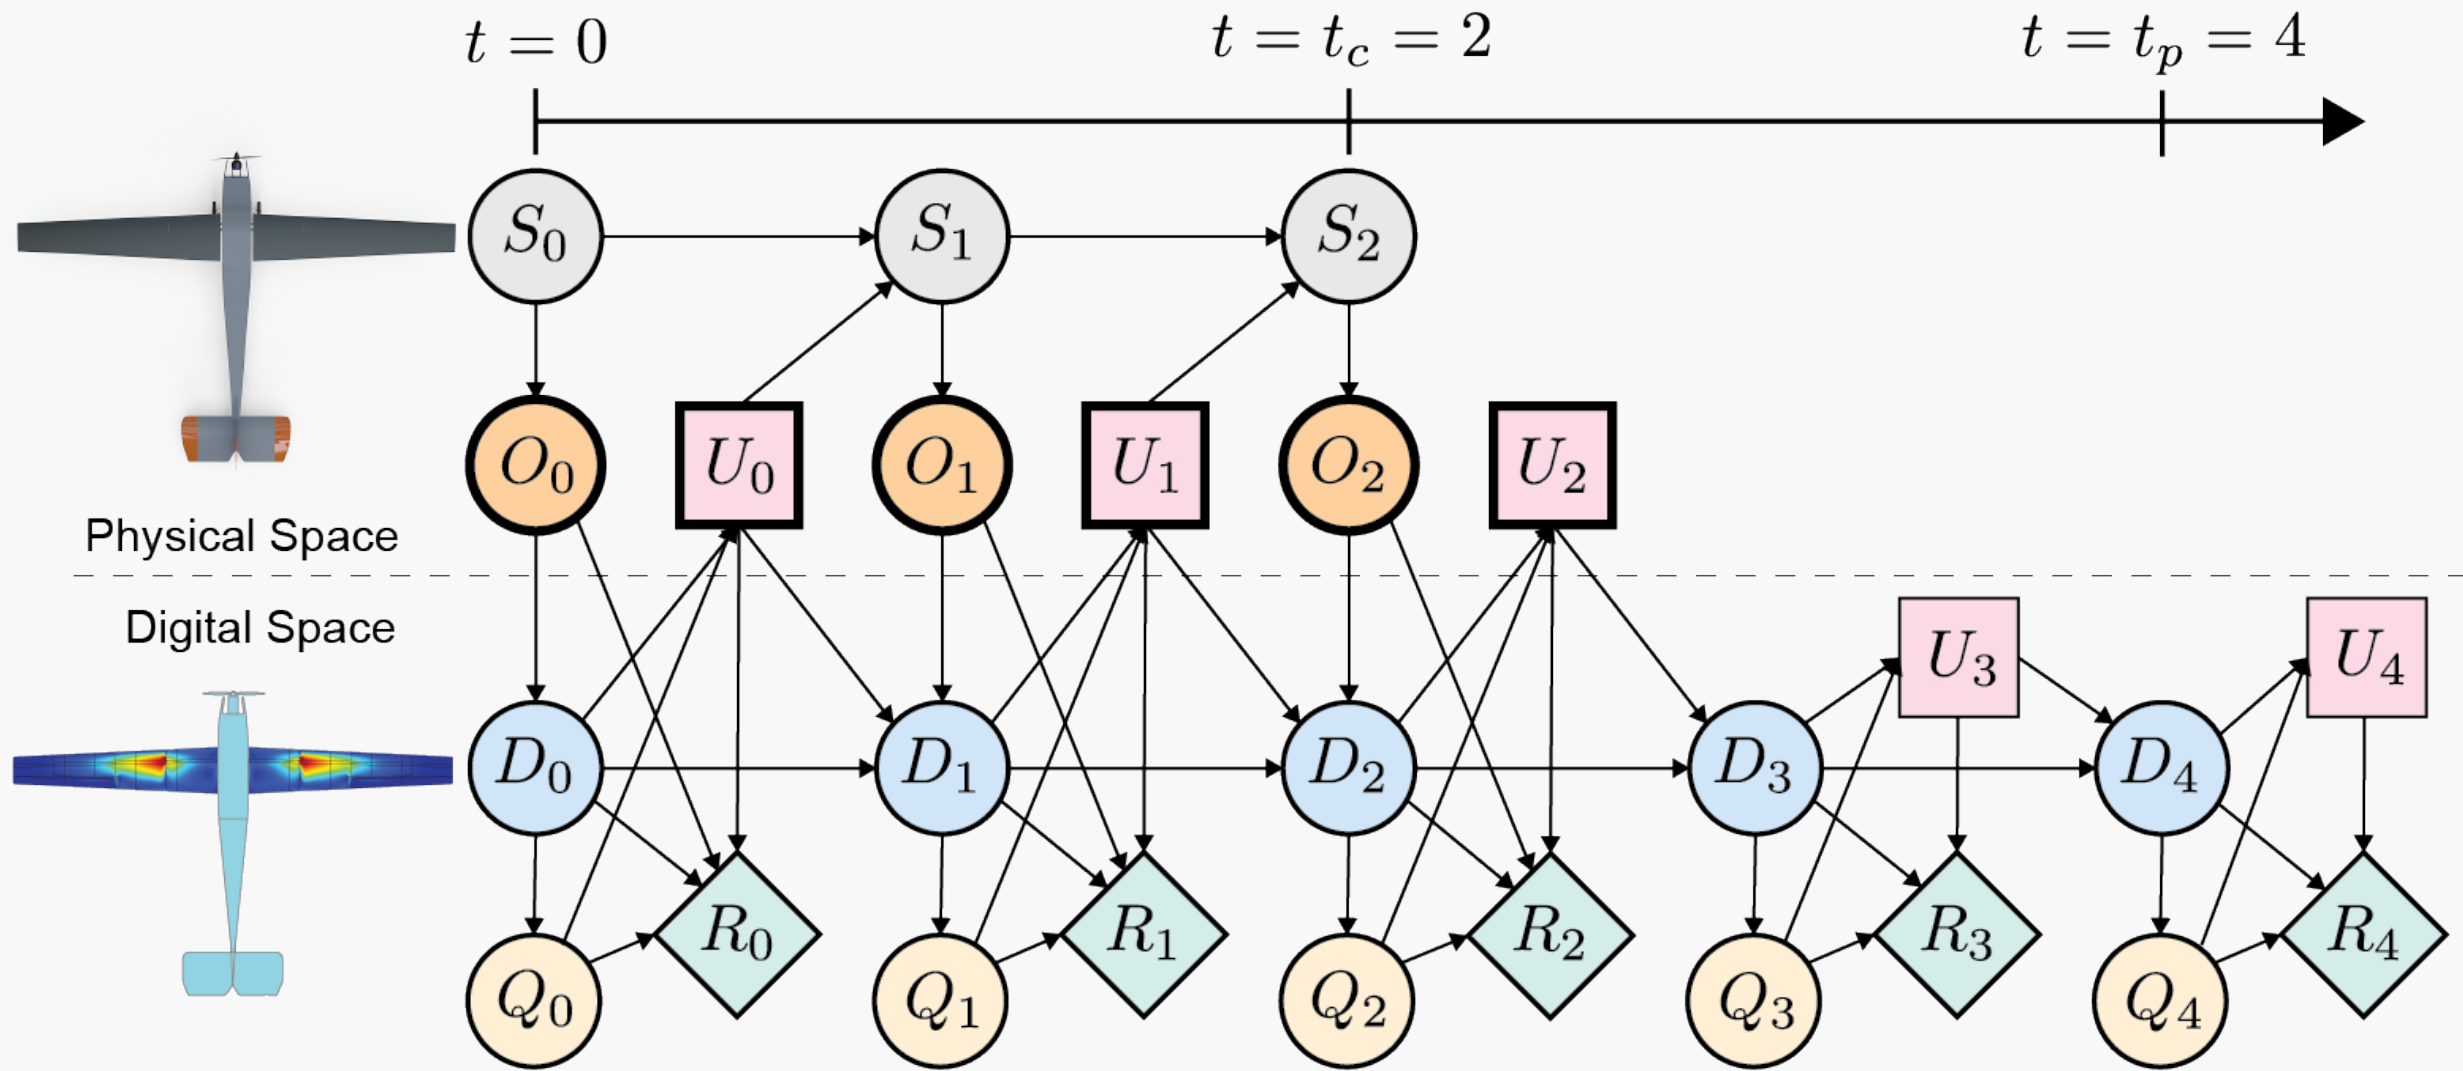 t = 0
t = t_c = 2
t = t_p = 4
S_0
S_1
S_2
O_0
U_0
O_1
U_1
O_2
U_2
Physical Space
Digital Space
U_3
U_4
D_0
D_1
D_2
D_3
D_4
R_0
R_1
R_2
R_3
R_4
Q_0
Q_1
Q_2
Q_3
Q_4